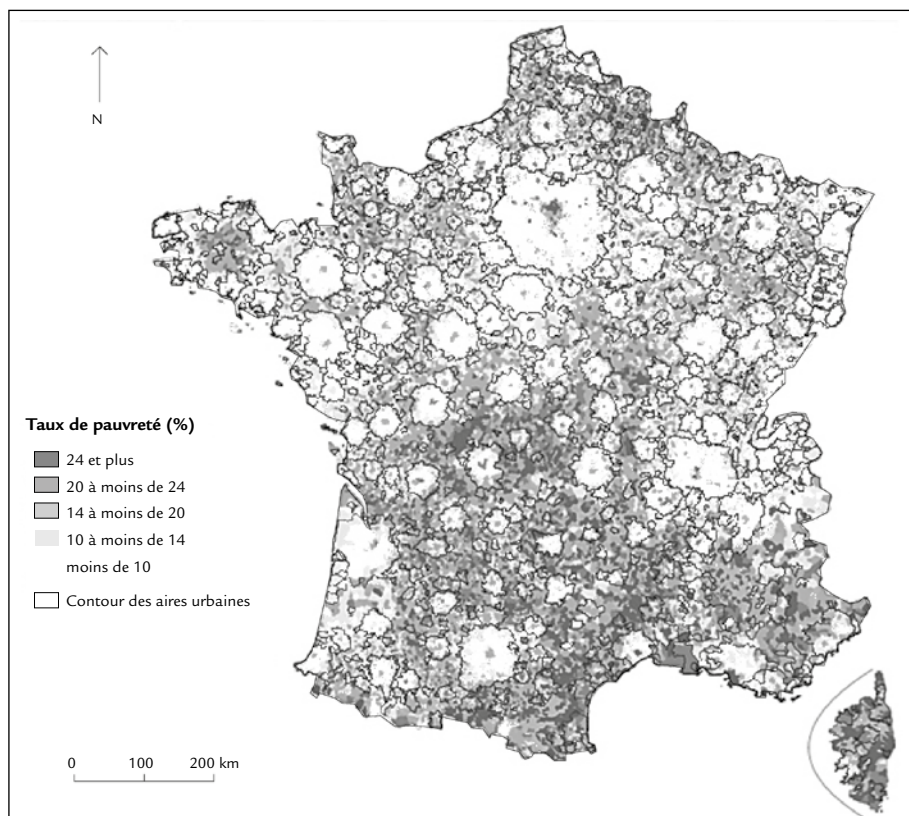 N
Taux de pauvreté (%)
24 et plus
20 à moins de 24
14 à moins de 20
10 à moins de 14
moins de 10
Contour des aires urbaines
0 100 200 km